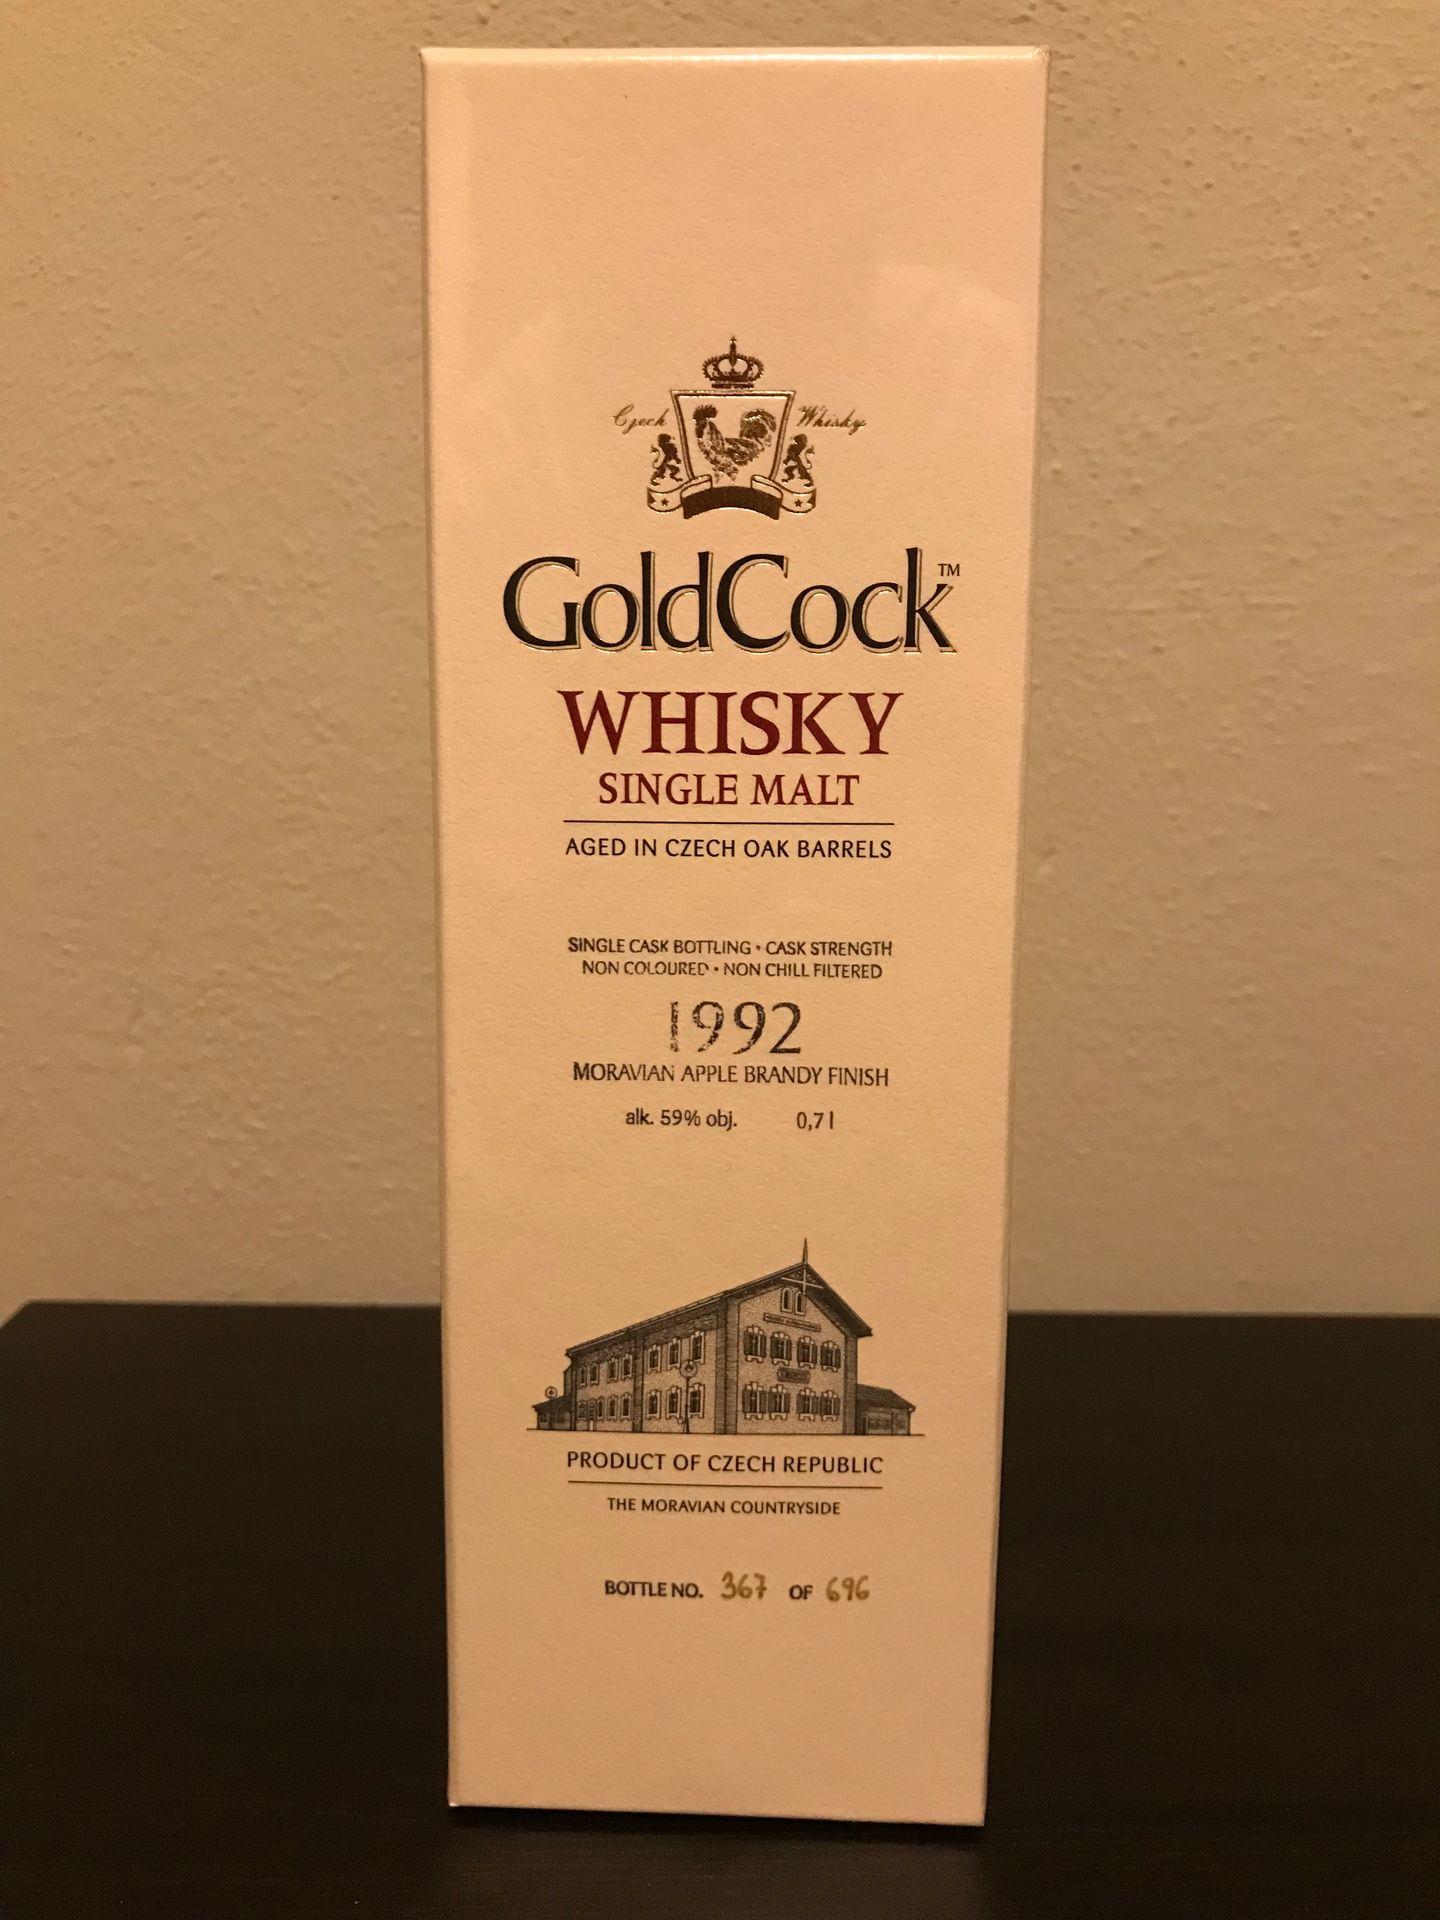 Czech Whisky
GoldCock™
WHISKY
SINGLE MALT
AGED IN CZECH OAK BARRELS
SINGLE CASK BOTTLING • CASK STRENGTH
NON COLOURED • NON CHILL FILTERED
1992
MORAVIAN APPLE BRANDY FINISH
alk. 59% obj. 0,7 l
PRODUCT OF CZECH REPUBLIC
THE MORAVIAN COUNTRYSIDE
BOTTLE NO. 367 OF 696